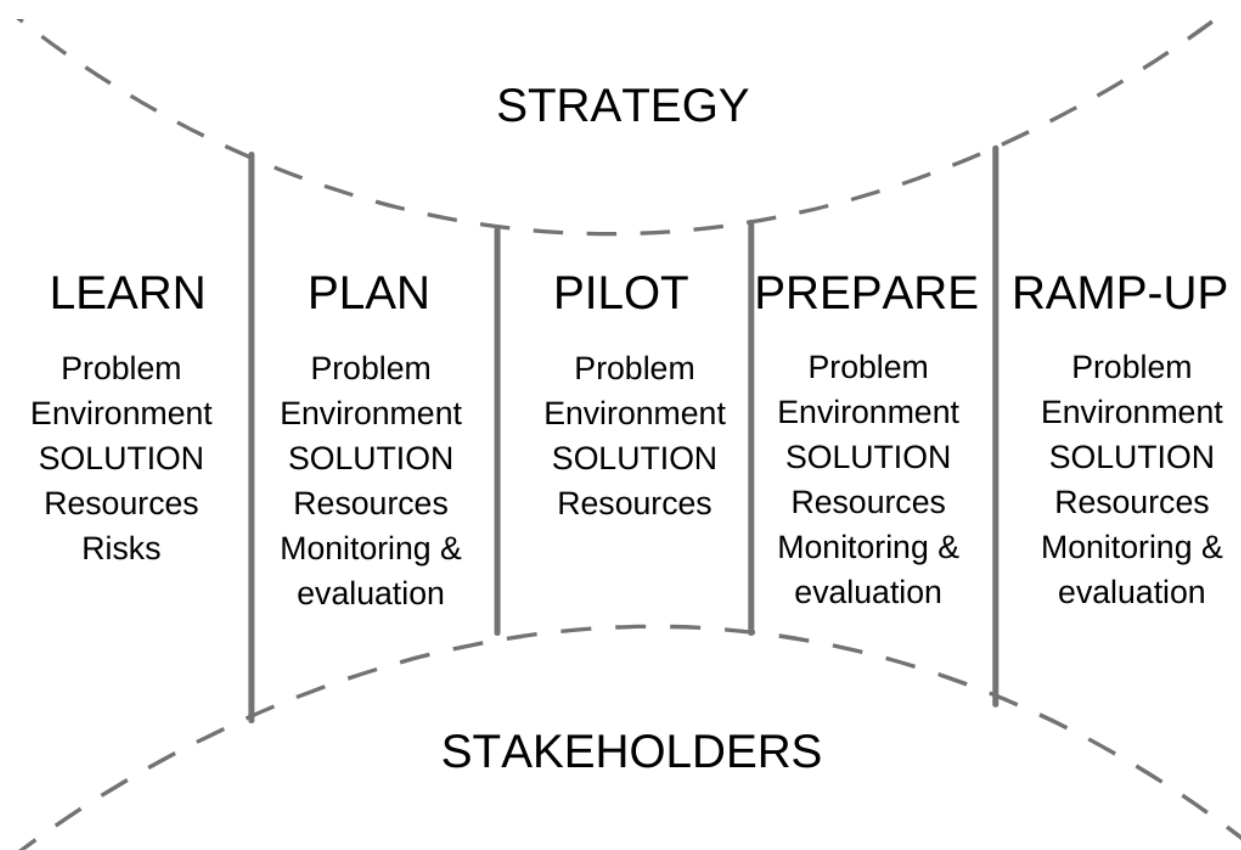 STRATEGY
LEARN
Problem
Environment
SOLUTION
Resources
Risks
PLAN
Problem
Environment
SOLUTION
Resources
Monitoring &
evaluation
PILOT
Problem
Environment
SOLUTION
Resources
PREPARE
Problem
Environment
SOLUTION
Resources
Monitoring &
evaluation
RAMP-UP
Problem
Environment
SOLUTION
Resources
Monitoring &
evaluation
STAKEHOLDERS